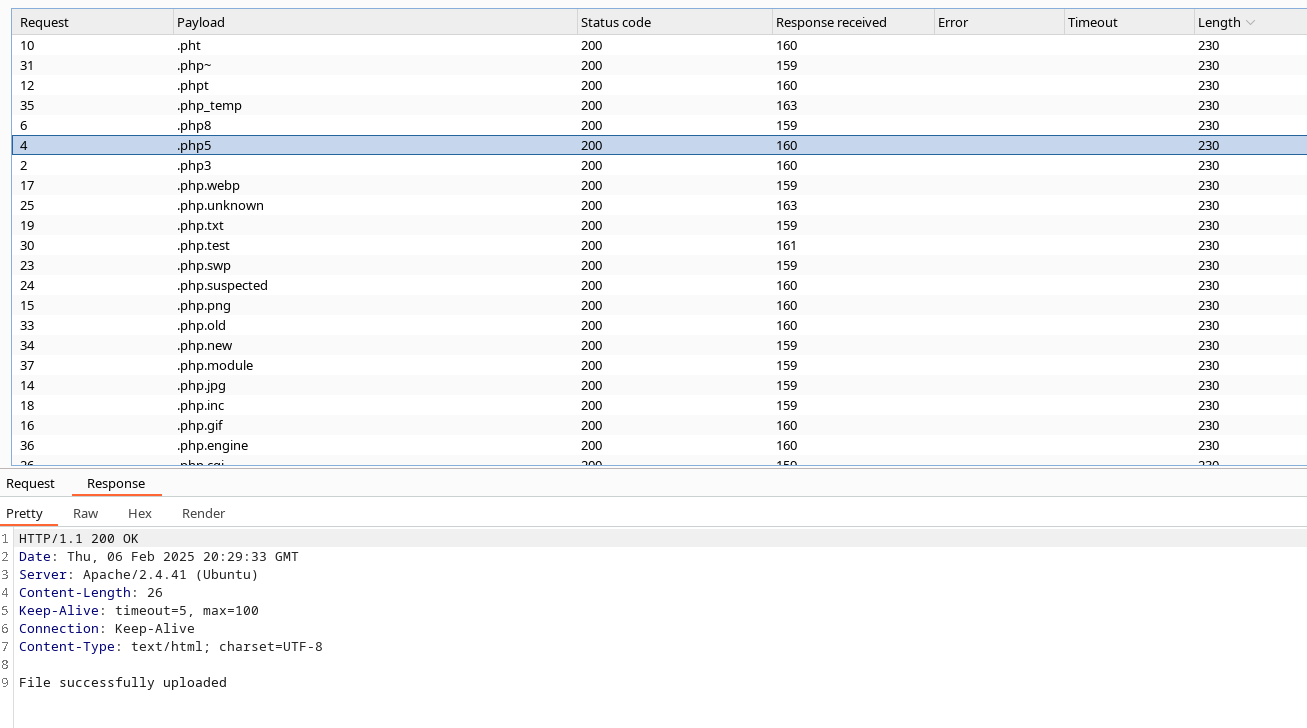 Request Payload Status code Response received Error Timeout Length
10 .pht 200 160 230
31 .php~ 200 159 230
12 .phpt 200 160 230
35 .php_temp 200 163 230
6 .php8 200 159 230
4 .php5 200 160 230
2 .php3 200 160 230
17 .php.webp 200 159 230
25 .php.unknown 200 163 230
19 .php.txt 200 159 230
30 .php.test 200 161 230
23 .php.swp 200 159 230
24 .php.suspected 200 160 230
15 .php.png 200 160 230
33 .php.old 200 160 230
34 .php.new 200 159 230
37 .php.module 200 159 230
14 .php.jpg 200 159 230
18 .php.inc 200 159 230
16 .php.gif 200 160 230
36 .php.engine 200 160 230
26 .php.cgi 200 159 230
Request Response
Pretty Raw Hex Render
1 HTTP/1.1 200 OK
2 Date: Thu, 06 Feb 2025 20:29:33 GMT
3 Server: Apache/2.4.41 (Ubuntu)
4 Content-Length: 26
5 Keep-Alive: timeout=5, max=100
6 Connection: Keep-Alive
7 Content-Type: text/html; charset=UTF-8
8
9 File successfully uploaded